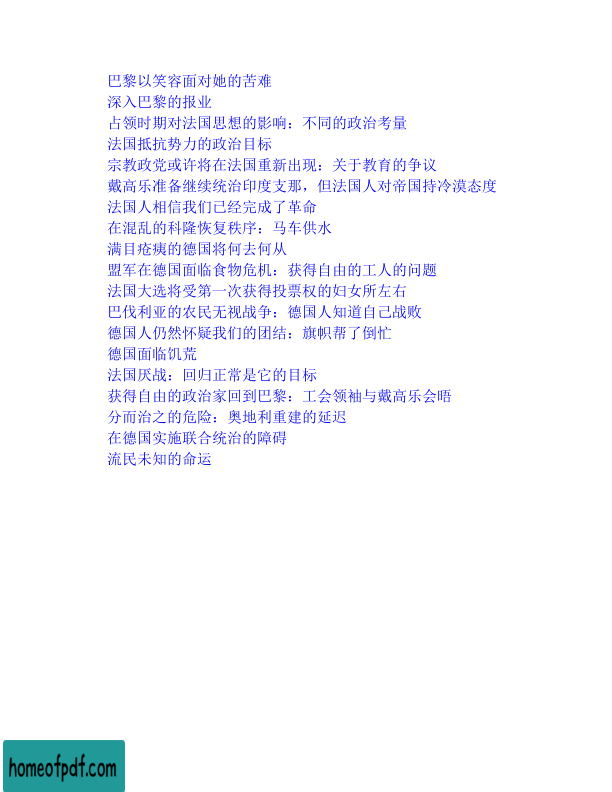 巴黎以笑容面对她的苦难
深入巴黎的报业
占领时期对法国思想的影响：不同的政治考量
法国抵抗势力的政治目标
宗教政党或许将在法国重新出现：关于教育的争议
戴高乐准备继续统治印度支那，但法国人对帝国持冷漠态度
法国人相信我们已经完成了革命
在混乱的科隆恢复秩序：马车供水
满目疮痍的德国将何去何从
盟军在德国面临食物危机：获得自由的工人的问题
法国大选将受第一次获得投票权的妇女所左右
巴伐利亚的农民无视战争：德国人知道自己战败
德国人仍然怀疑我们的团结：旗帜帮了倒忙
德国面临饥荒
法国厌战：回归正常是它的目标
获得自由的政治家回到巴黎：工会领袖与戴高乐会晤
分而治之的危险：奥地利重建的延迟
在德国实施联合统治的障碍
流民未知的命运
homeofpdf.com